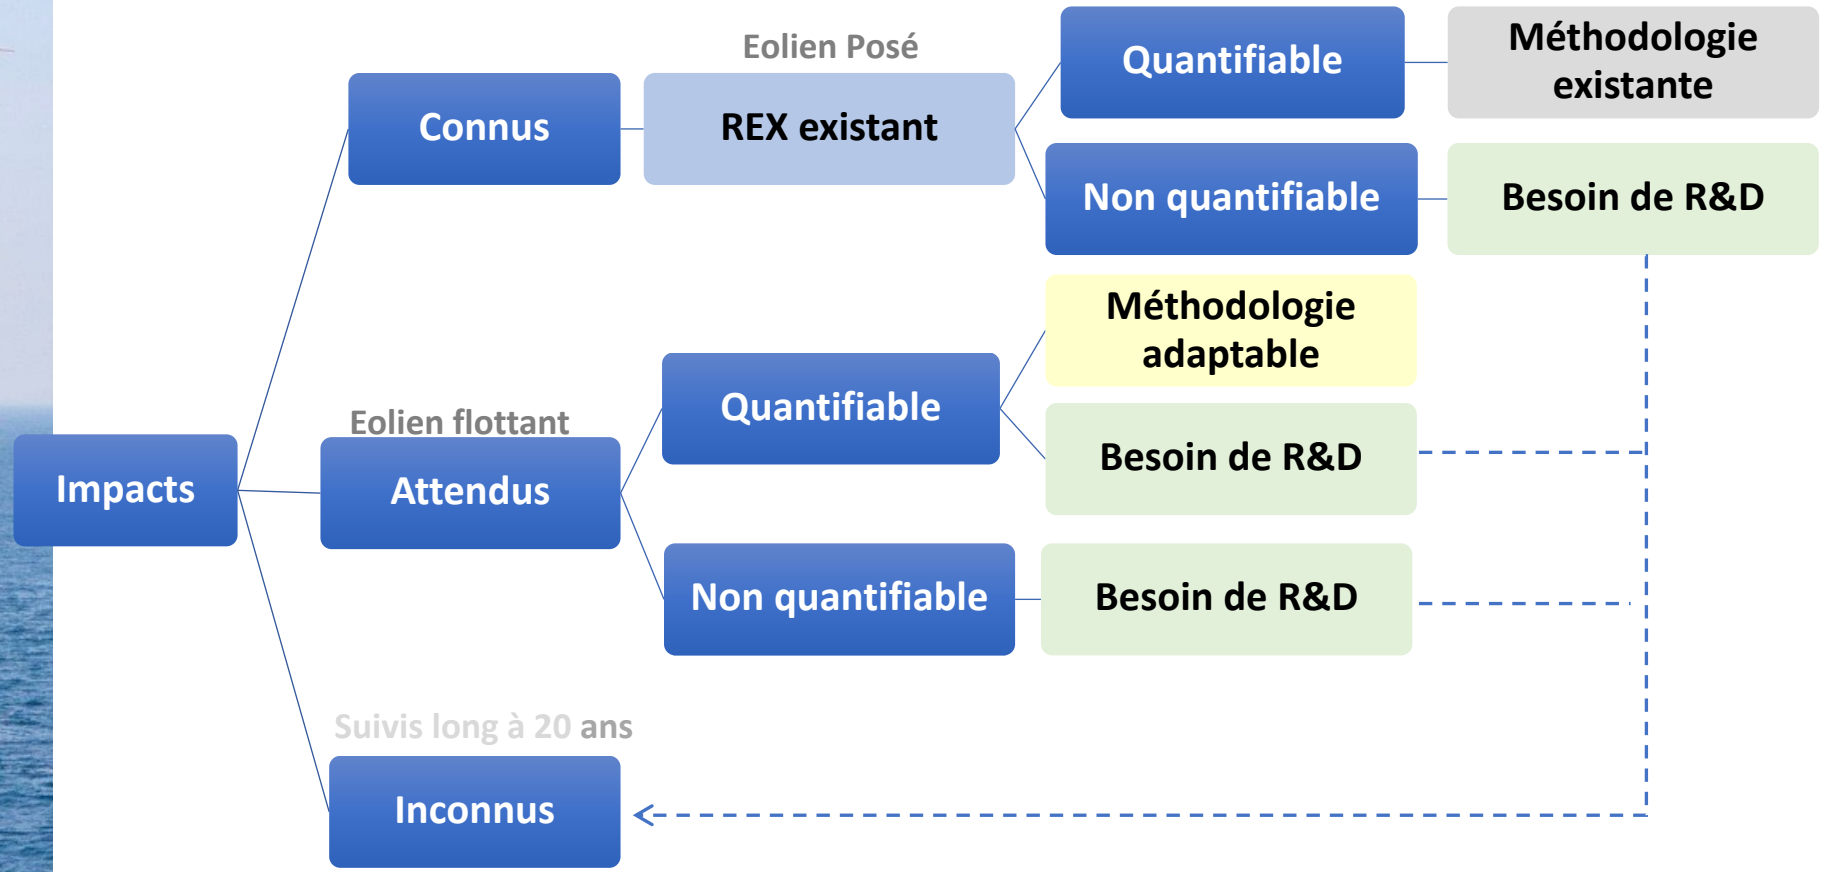 Eolien Posé
Quantifiable
Méthodologie
existante
Connus
REX existant
Non quantifiable
Besoin de R&D
Méthodologie
adaptable
Eolien flottant
Quantifiable
Besoin de R&D
Impacts
Attendus
Non quantifiable
Besoin de R&D
Suivis long à 20 ans
Inconnus